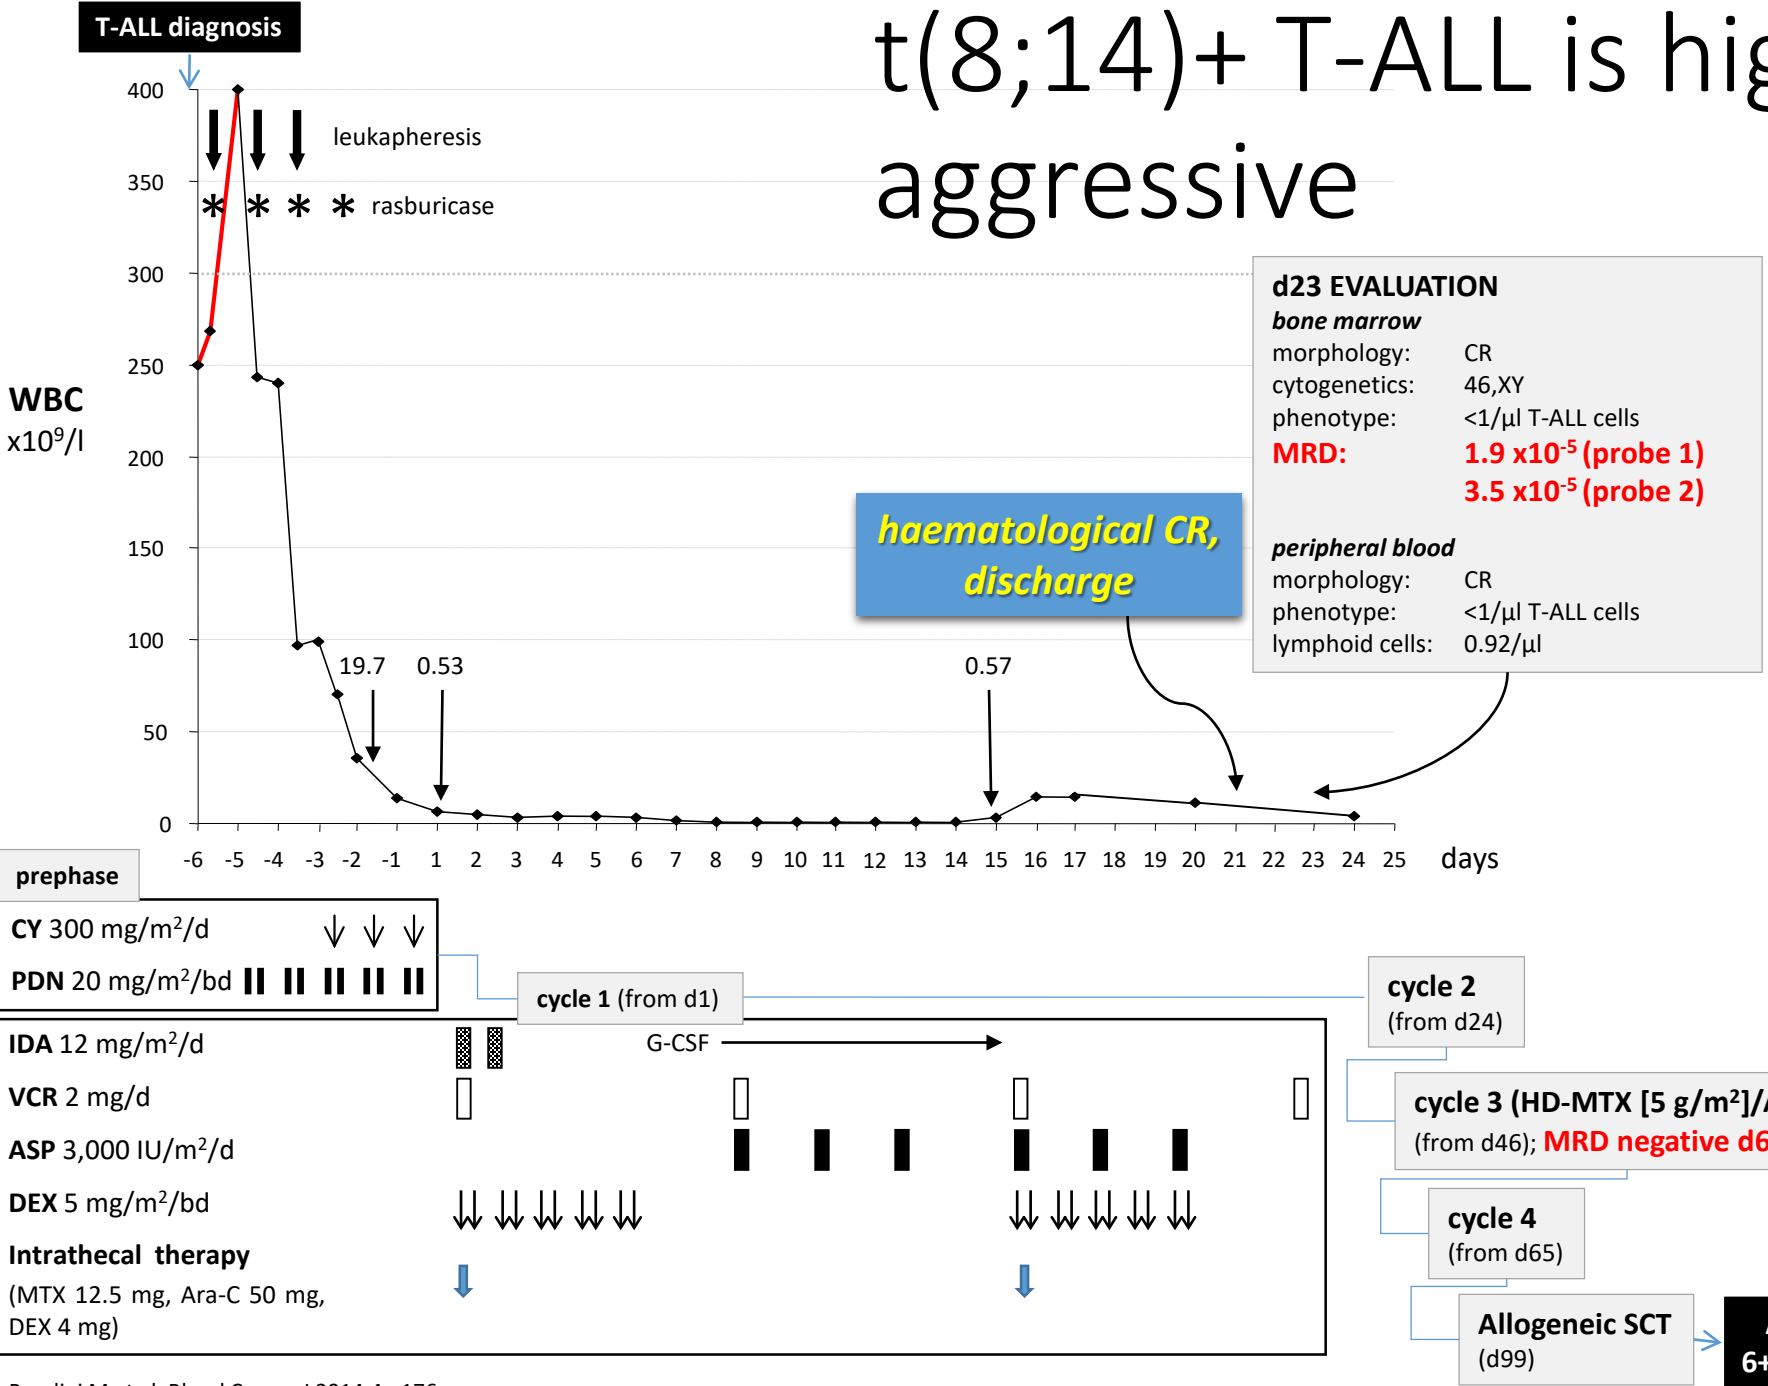 T-ALL diagnosis
t(8;14)+ T-ALL is hig
aggressive
400
350
300
250
200
150
100
50
0
WBC
x10⁹/l
leukapheresis
* * * * rasburicase
19.7
0.53
0.57
haematological CR,
discharge
d23 EVALUATION
bone marrow
morphology: CR
cytogenetics: 46,XY
phenotype: <1/µl T-ALL cells
MRD: 1.9 x10⁻⁵ (probe 1)
3.5 x10⁻⁵ (probe 2)
peripheral blood
morphology: CR
phenotype: <1/µl T-ALL cells
lymphoid cells: 0.92/µl
-6 -5 -4 -3 -2 -1 1 2 3 4 5 6 7 8 9 10 11 12 13 14 15 16 17 18 19 20 21 22 23 24 25 days
prephase
CY 300 mg/m²/d
PDN 20 mg/m²/bd
cycle 1 (from d1)
IDA 12 mg/m²/d
G-CSF
VCR 2 mg/d
ASP 3,000 IU/m²/d
DEX 5 mg/m²/bd
Intrathecal therapy
(MTX 12.5 mg, Ara-C 50 mg,
DEX 4 mg)
cycle 2
(from d24)
cycle 3 (HD-MTX [5 g/m²]/
(from d46); MRD negative d6
cycle 4
(from d65)
Allogeneic SCT
(d99)
6+